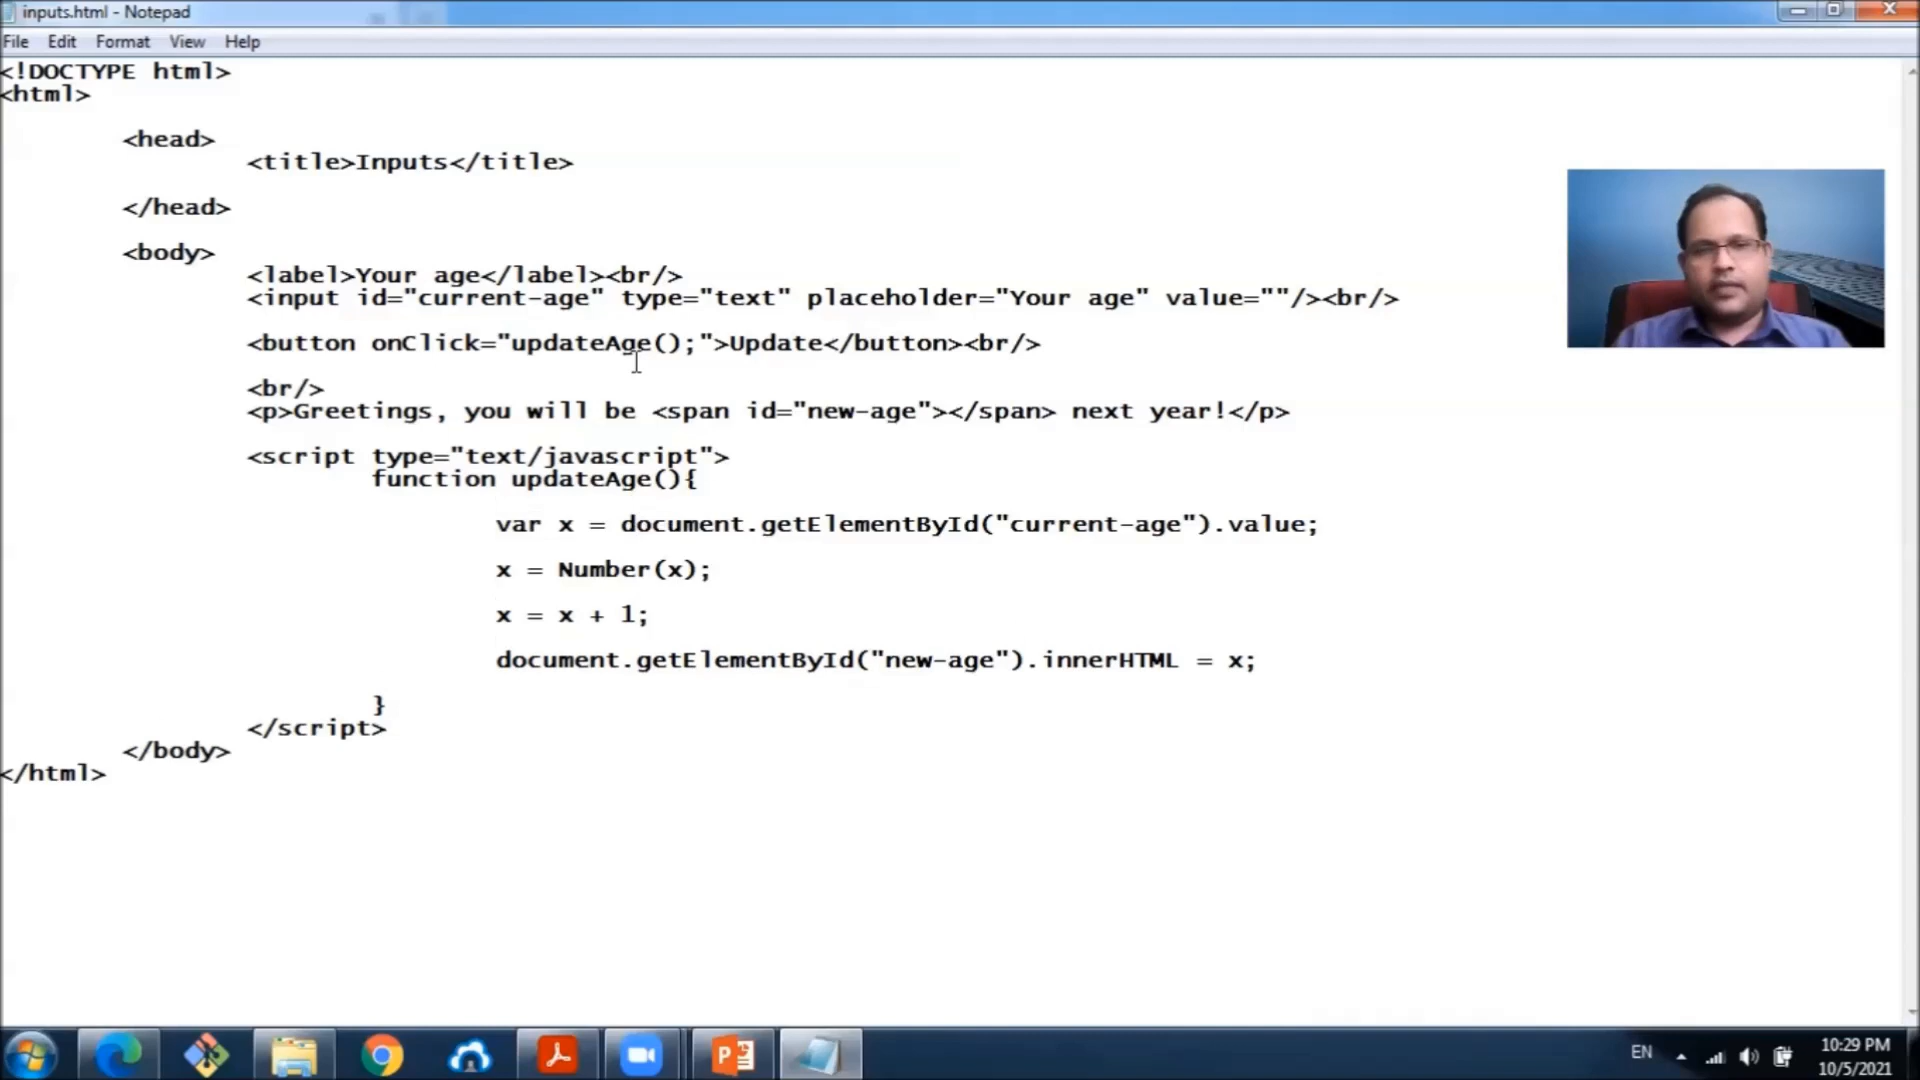 inputs.html - Notepad
File Edit Format View Help
<!DOCTYPE html>
<html>
<head>
<title>Inputs</title>
</head>
<body>
<label>Your age</label><br/>
<input id="current-age" type="text" placeholder="Your age" value=""/><br/>
<button onClick="updateAge();">Update</button><br/>
<br/>
<p>Greetings, you will be <span id="new-age"></span> next year!</p>
<script type="text/javascript">
function updateAge(){
var x = document.getElementById("current-age").value;
x = Number(x);
x = x + 1;
document.getElementById("new-age").innerHTML = x;
}
</script>
</body>
</html>
EN
10:29 PM
10/5/2021